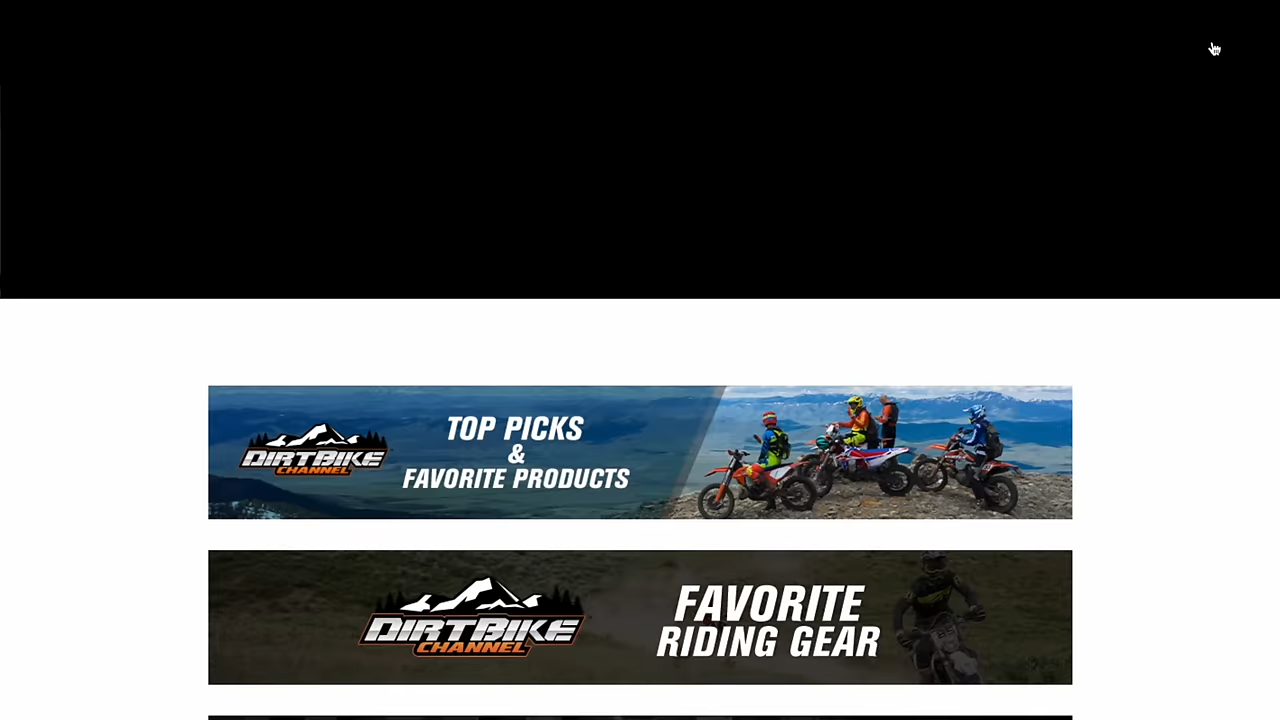 TOP PICKS
&
FAVORITE PRODUCTS
DIRTBIKE
CHANNEL
FAVORITE
RIDING GEAR
DIRTBIKE
CHANNEL